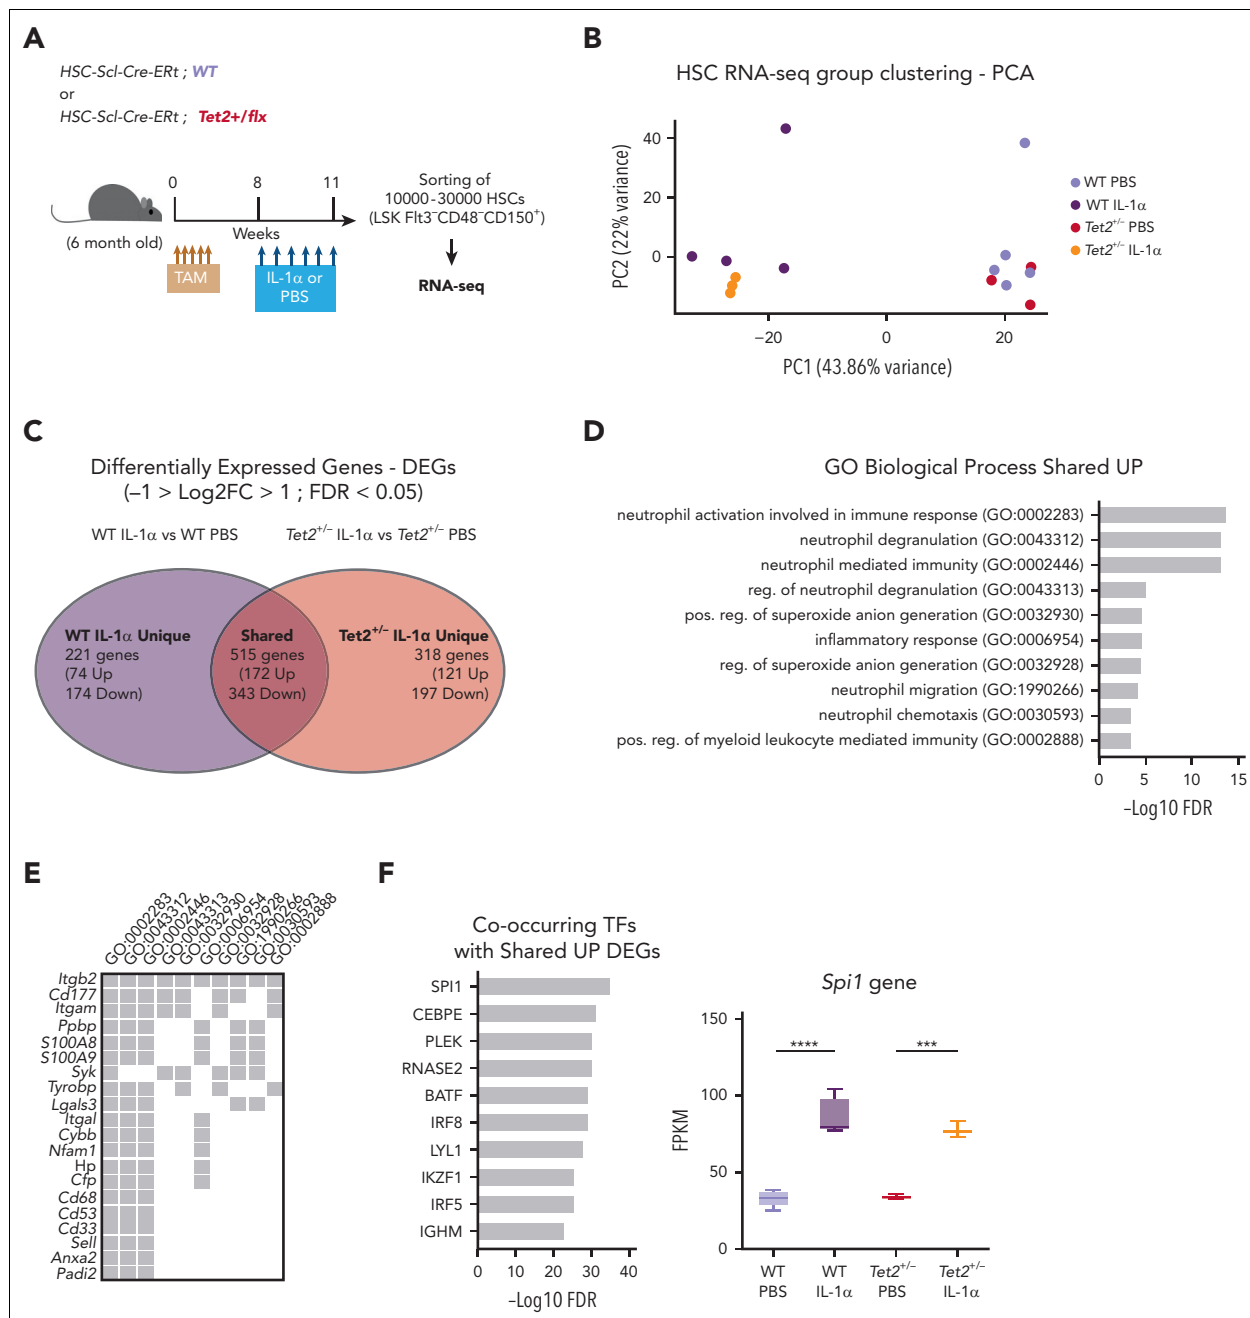 A
HSC-Scl-Cre-ERt ; WT
or
HSC-Scl-Cre-ERt ; Tet2+/flx
0 8 11
Weeks
(6 month old)
TAM
IL-1α or
PBS
Sorting of
10000-30000 HSCs
(LSK Flt3⁻CD48⁻CD150⁺)
RNA-seq
B
HSC RNA-seq group clustering - PCA
PC2 (22% variance)
40
20
0
−20 0 20
PC1 (43.86% variance)
WT PBS
WT IL-1α
Tet2+/− PBS
Tet2+/− IL-1α
C
Differentially Expressed Genes - DEGs
(–1 > Log2FC > 1 ; FDR < 0.05)
WT IL-1α vs WT PBS
Tet2+/− IL-1α vs Tet2+/− PBS
WT IL-1α Unique
221 genes
(74 Up
174 Down)
Shared
515 genes
(172 Up
343 Down)
Tet2+/− IL-1α Unique
318 genes
(121 Up
197 Down)
D
GO Biological Process Shared UP
neutrophil activation involved in immune response (GO:0002283)
neutrophil degranulation (GO:0043312)
neutrophil mediated immunity (GO:0002446)
reg. of neutrophil degranulation (GO:0043313)
pos. reg. of superoxide anion generation (GO:0032930)
inflammatory response (GO:0006954)
reg. of superoxide anion generation (GO:0032928)
neutrophil migration (GO:1990266)
neutrophil chemotaxis (GO:0030593)
pos. reg. of myeloid leukocyte mediated immunity (GO:0002888)
0 5 10 15
–Log10 FDR
E
GO:0002283
GO:0043312
GO:0002446
GO:0043313
GO:0032930
GO:0006954
GO:0032928
GO:1990266
GO:0030593
GO:0002888
Itgb2
Cd177
Itgam
Ppbp
S100A8
S100A9
Syk
Tyrobp
Lgals3
Itgal
Cybb
Nfam1
Hp
Cfp
Cd68
Cd53
Cd33
Sell
Anxa2
Padi2
F
Co-occurring TFs
with Shared UP DEGs
SPI1
CEBPE
PLEK
RNASE2
BATF
IRF8
LYL1
IKZF1
IRF5
IGHM
0 10 20 30 40
–Log10 FDR
Spi1 gene
FPKM
150
100
50
0
**** ***
WT
PBS
WT
IL-1α
Tet2+/−
PBS
Tet2+/−
IL-1α